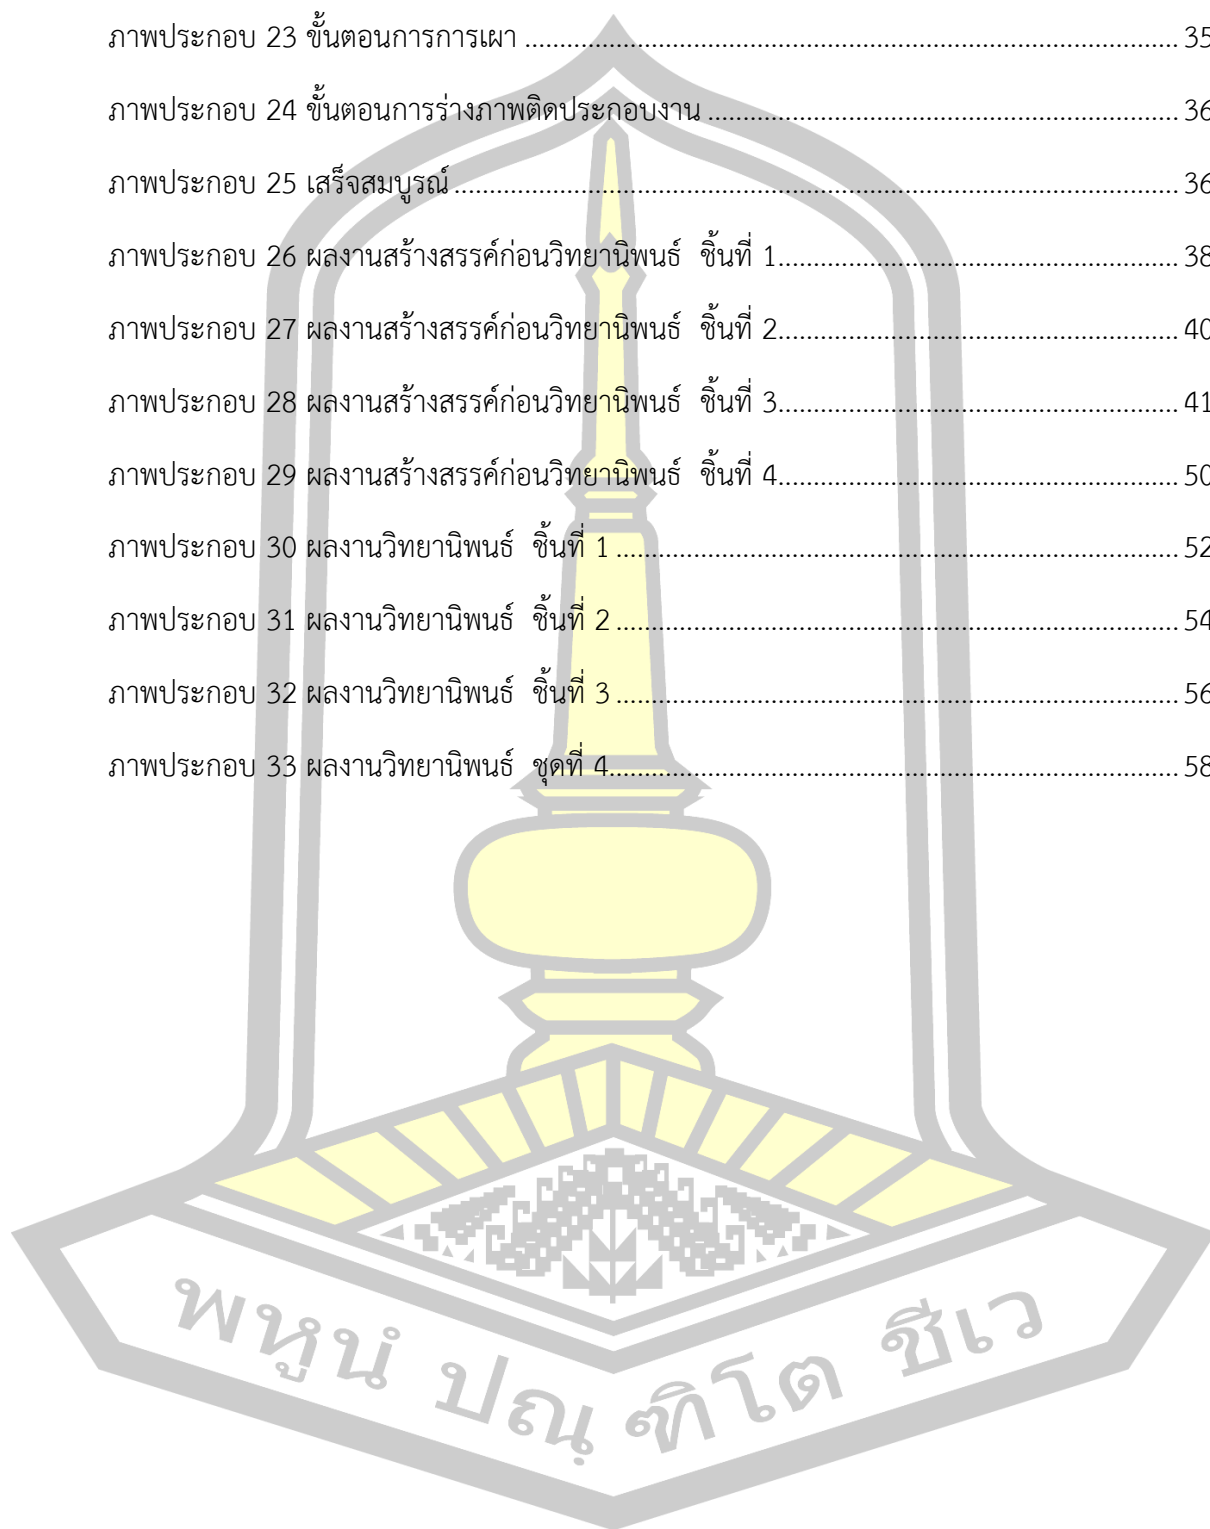 ภาพประกอบ 23 ขั้นตอนการการเผา ........................................................................................ 35
ภาพประกอบ 24 ขั้นตอนการร่างภาพติดประกอบงาน ............................................................... 36
ภาพประกอบ 25 เสร็จสมบูรณ์ ................................................................................................. 36
ภาพประกอบ 26 ผลงานสร้างสรรค์ก่อนวิทยานิพนธ์ ชิ้นที่ 1...................................................... 38
ภาพประกอบ 27 ผลงานสร้างสรรค์ก่อนวิทยานิพนธ์ ชิ้นที่ 2...................................................... 40
ภาพประกอบ 28 ผลงานสร้างสรรค์ก่อนวิทยานิพนธ์ ชิ้นที่ 3...................................................... 41
ภาพประกอบ 29 ผลงานสร้างสรรค์ก่อนวิทยานิพนธ์ ชิ้นที่ 4...................................................... 50
ภาพประกอบ 30 ผลงานวิทยานิพนธ์ ชิ้นที่ 1 ............................................................................ 52
ภาพประกอบ 31 ผลงานวิทยานิพนธ์ ชิ้นที่ 2 ............................................................................ 54
ภาพประกอบ 32 ผลงานวิทยานิพนธ์ ชิ้นที่ 3 ............................................................................ 56
ภาพประกอบ 33 ผลงานวิทยานิพนธ์ ชุดที่ 4............................................................................. 58
พหูนํ ปณฺฑิโต ชีเว